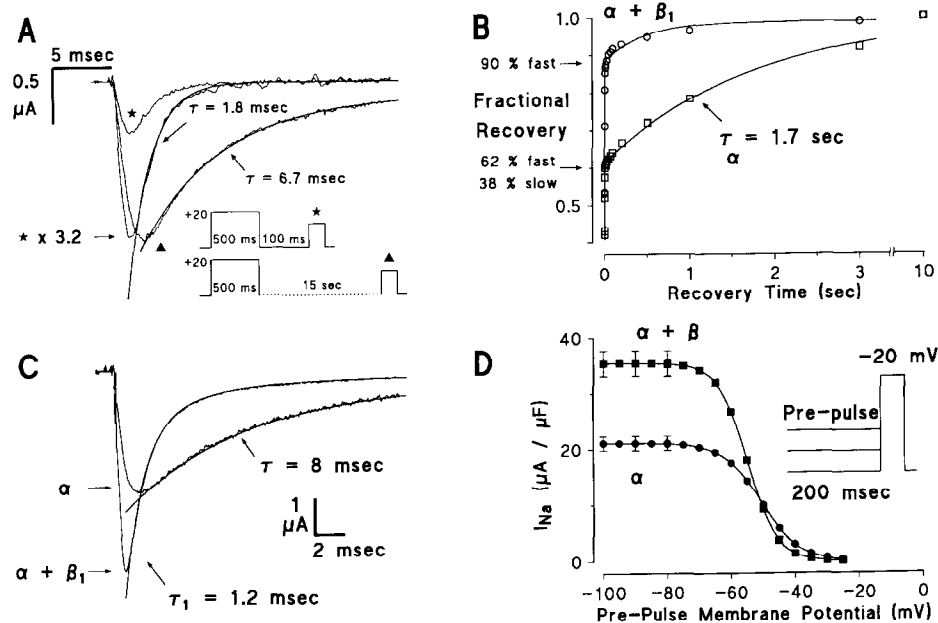 A
5 msec
0.5
μA
★
τ = 1.8 msec
τ = 6.7 msec
★ x 3.2
▲
+20
500 ms
100 ms
★
+20
500 ms
15 sec
▲
B
α + β1
1.0
90 % fast
Fractional
Recovery
62 % fast
38 % slow
0.5
τ = 1.7 sec
α
0
1
2
3
10
Recovery Time (sec)
C
α
τ = 8 msec
1
μA
2 msec
α + β1
τ1 = 1.2 msec
D
α + β
40
20
0
INa (μA / μF)
α
-20 mV
Pre-pulse
200 msec
-100
-80
-60
-40
-20
0
Pre-Pulse Membrane Potential (mV)